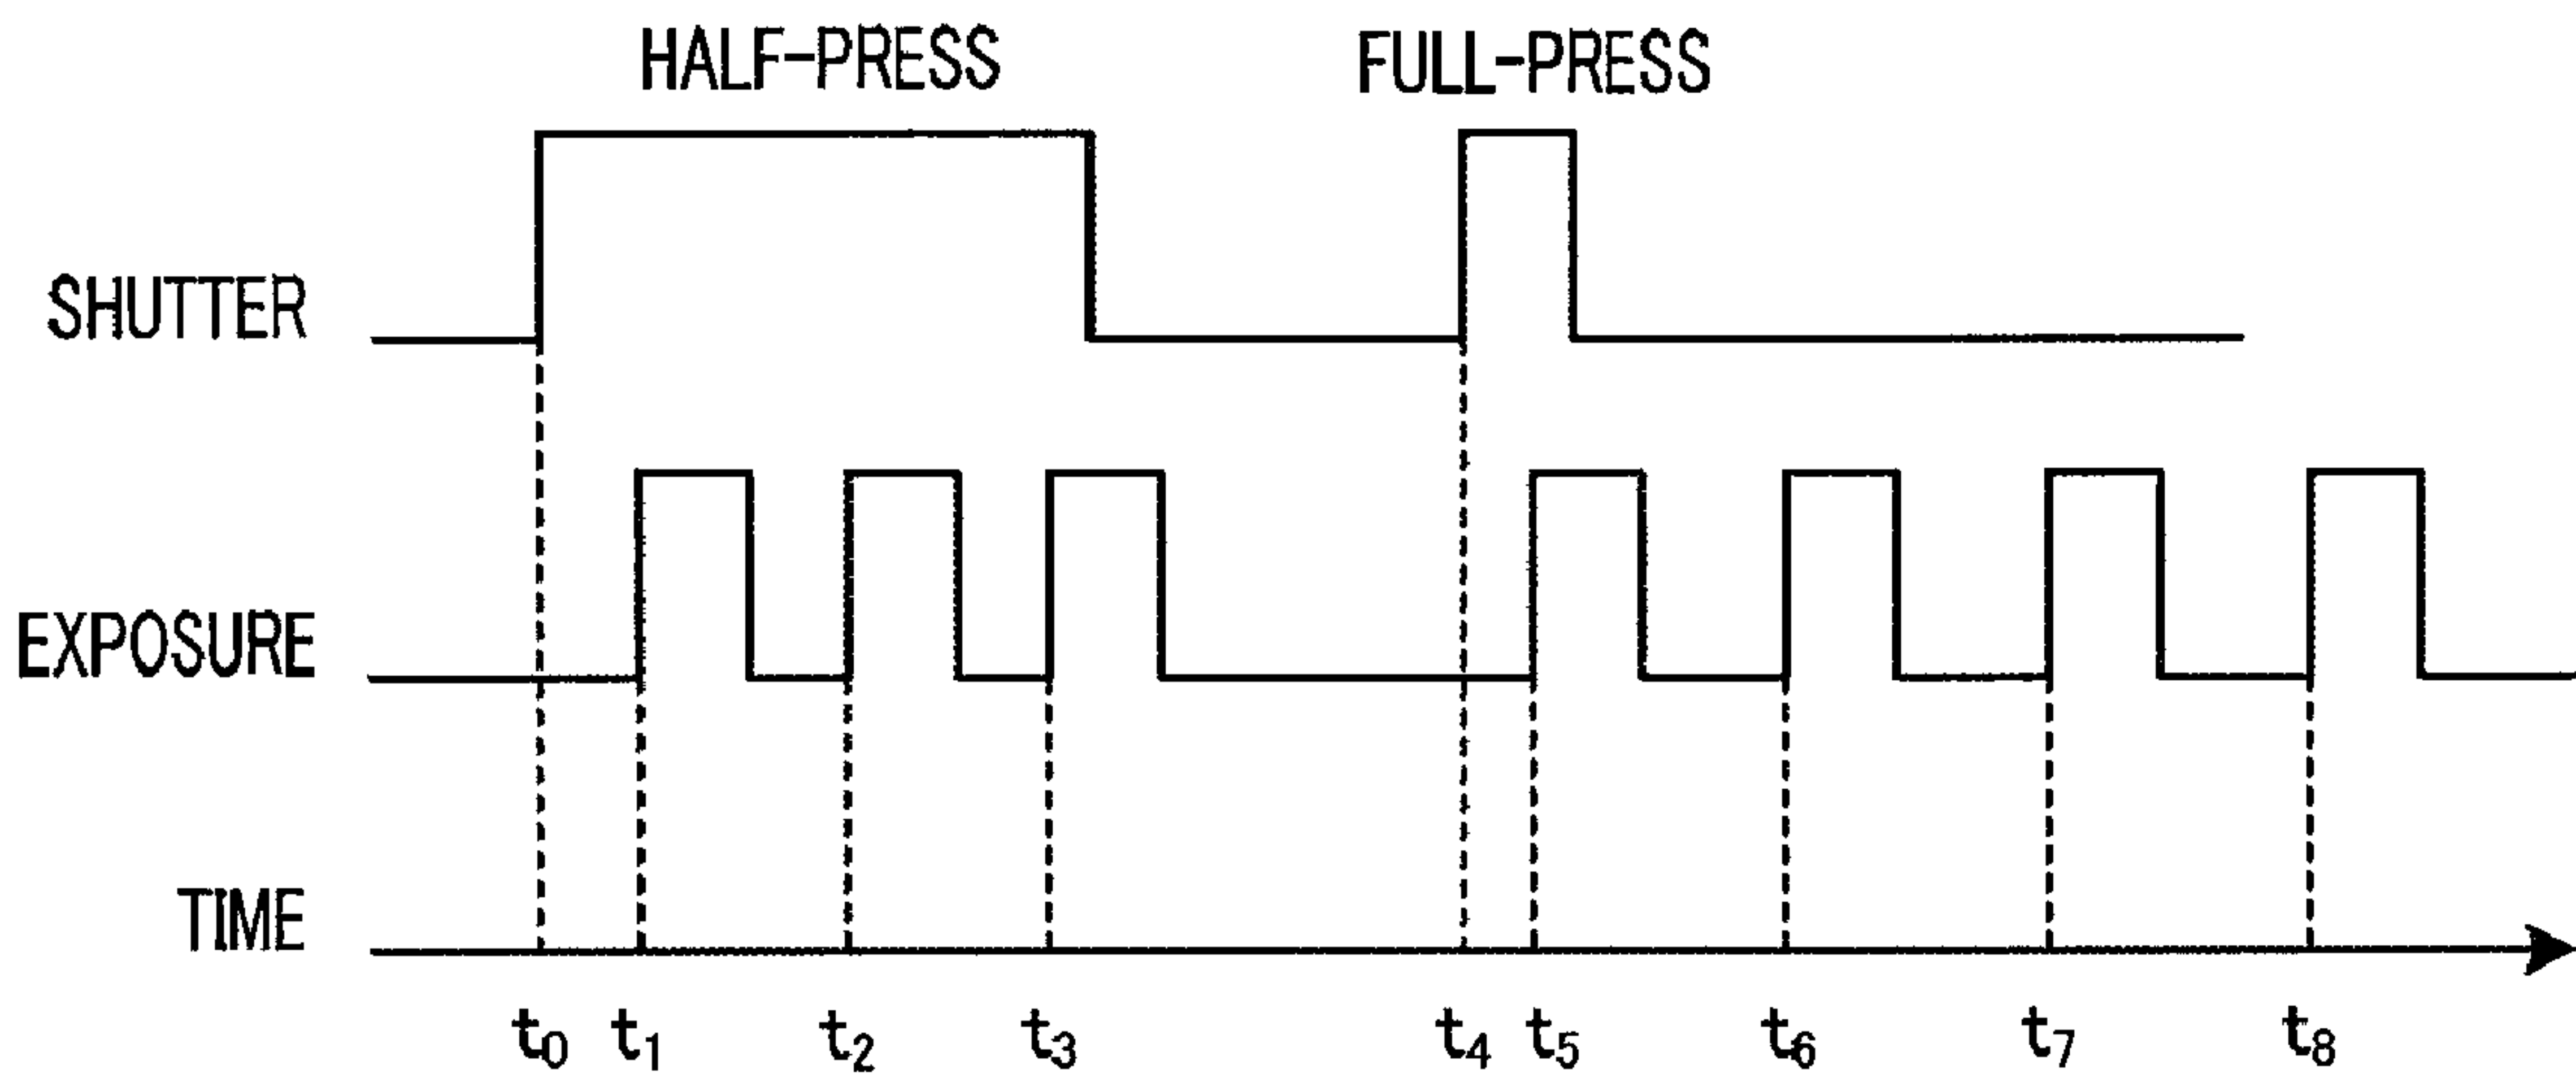 HALF-PRESS FULL-PRESS
SHUTTER
EXPOSURE
TIME
t0 t1 t2 t3 t4 t5 t6 t7 t8